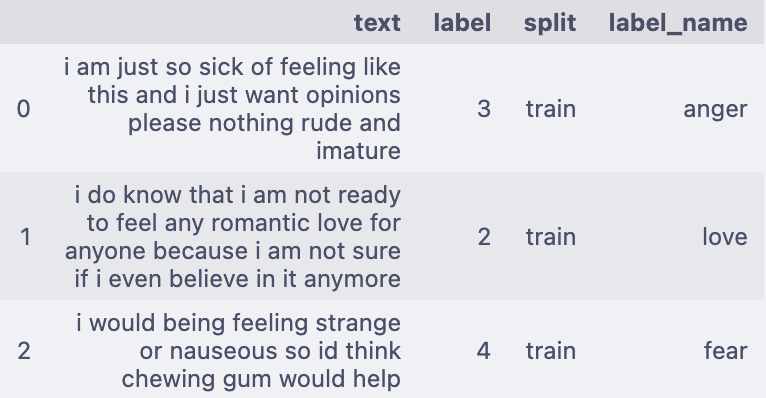 text label split label_name
i am just so sick of feeling like
this and i just want opinions
0 please nothing rude and 3 train anger
imature
i do know that i am not ready
to feel any romantic love for
1 anyone because i am not sure 2 train love
if i even believe in it anymore
i would being feeling strange
2 or nauseous so id think 4 train fear
chewing gum would help